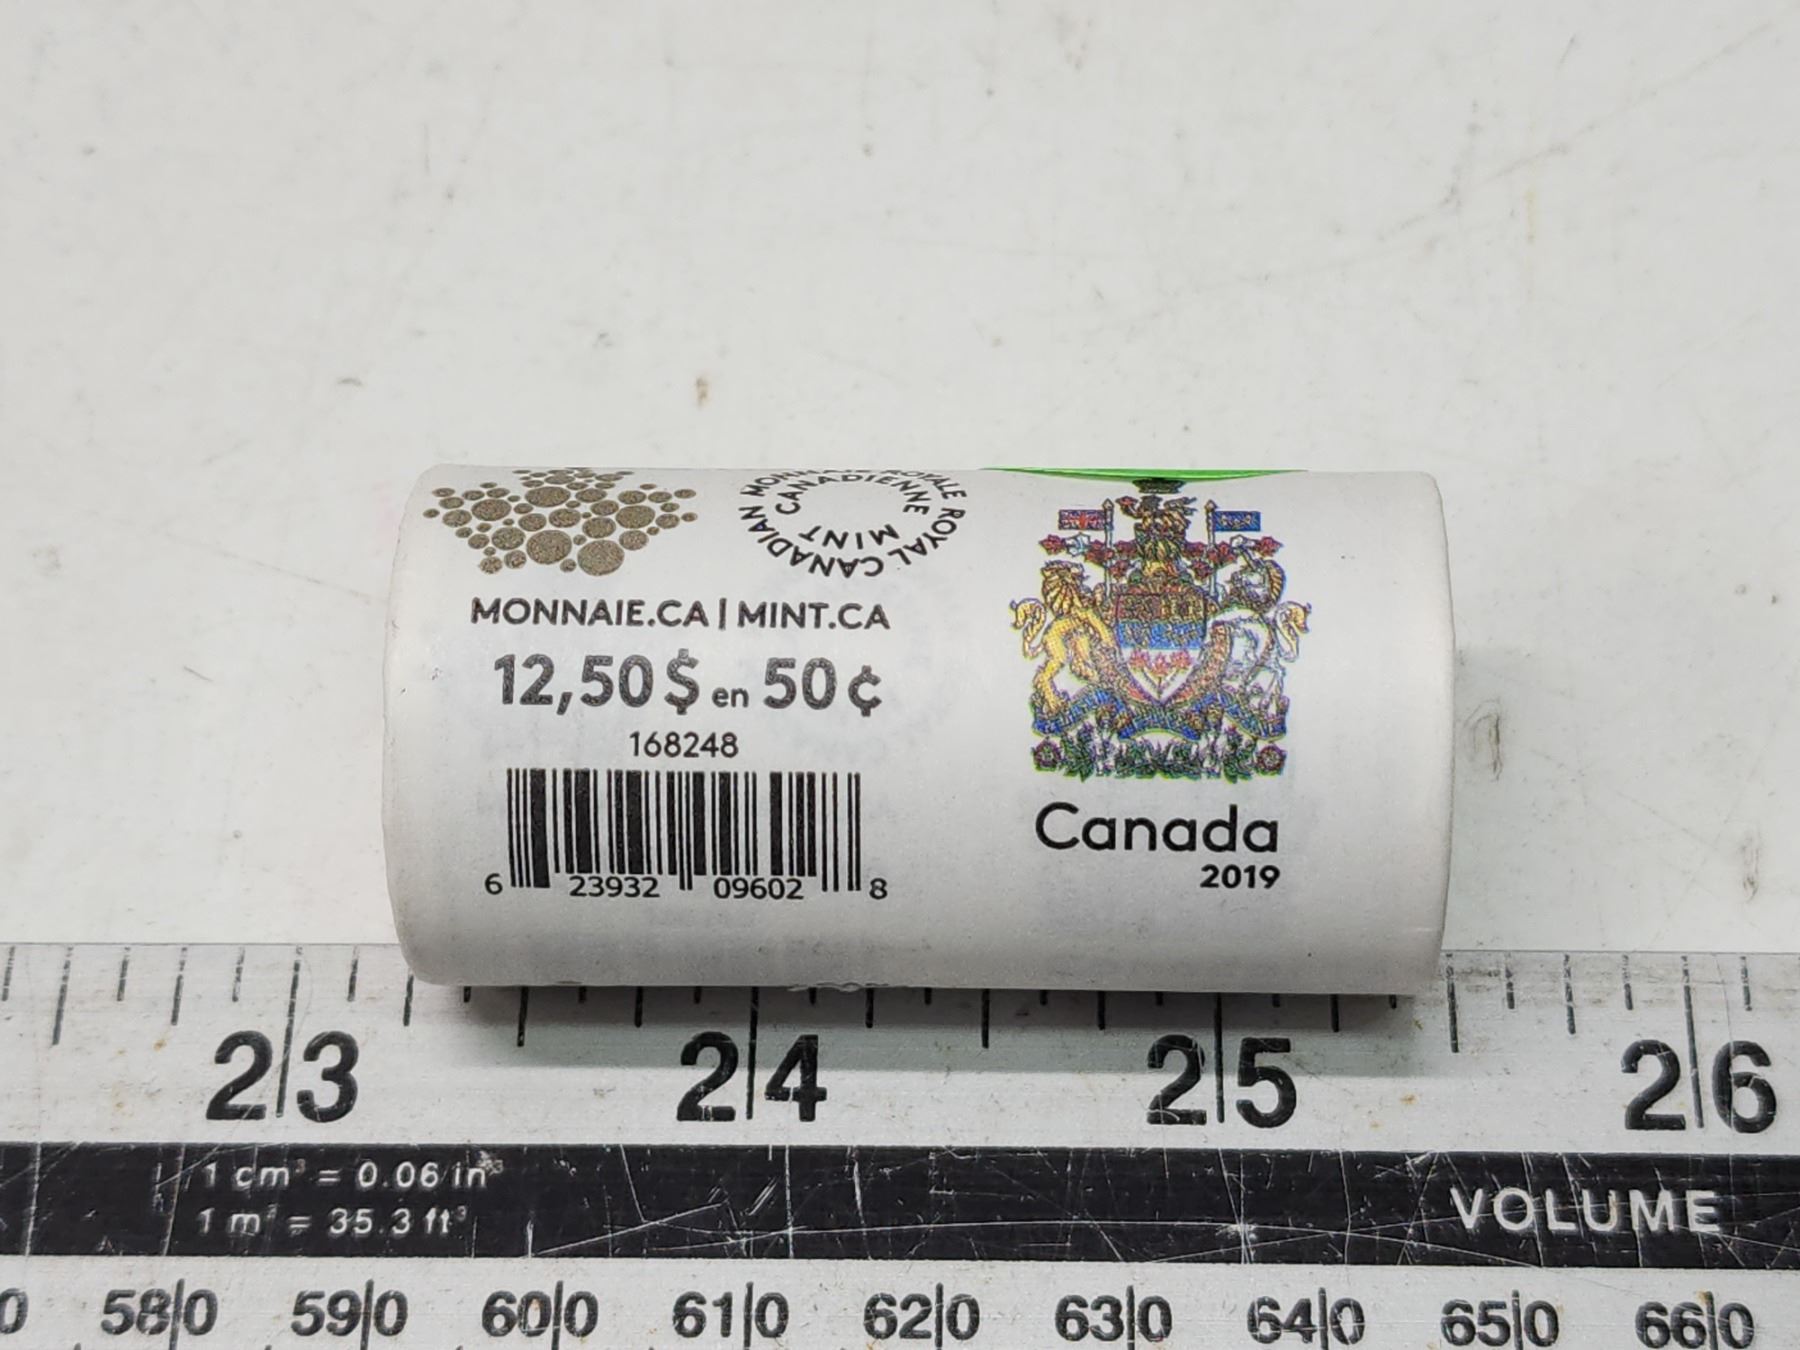 MONNAIE ROYALE CANADIENNE
ROYAL CANADIAN MINT
MONNAIE.CA | MINT.CA
12,50 $ en 50 ¢
168248
6 23932 09602 8
Canada
2019
23 24 25 26
1 cm³ = 0.06 in³
1 m³ = 35.3 ft³
VOLUME
0 580 590 600 610 620 630 640 650 660